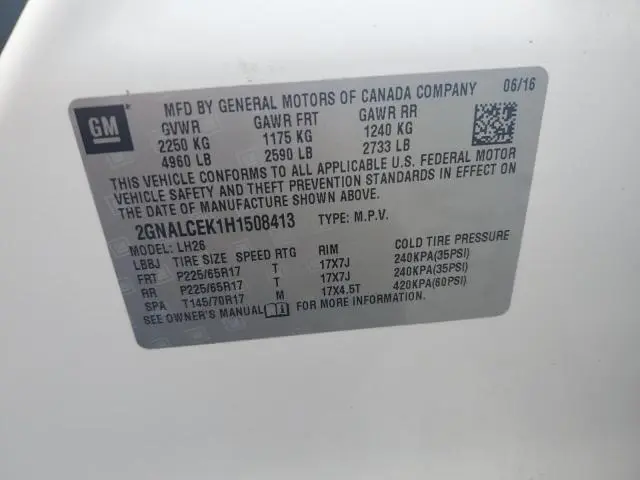 GM
MFD BY GENERAL MOTORS OF CANADA COMPANY 06/16
GVWR GAWR FRT GAWR RR
2250 KG 1175 KG 1240 KG
4960 LB 2590 LB 2733 LB
THIS VEHICLE CONFORMS TO ALL APPLICABLE U.S. FEDERAL MOTOR
VEHICLE SAFETY AND THEFT PREVENTION STANDARDS IN EFFECT ON
THE DATE OF MANUFACTURE SHOWN ABOVE.
2GNALCEK1H1508413 TYPE: M.P.V.
MODEL: LH26
LBBJ TIRE SIZE SPEED RTG RIM COLD TIRE PRESSURE
FRT P225/65R17 T 17X7J 240KPA(35PSI)
RR P225/65R17 T 17X7J 240KPA(35PSI)
SPA T145/70R17 M 17X4.5T 420KPA(60PSI)
SEE OWNER'S MANUAL FOR MORE INFORMATION.